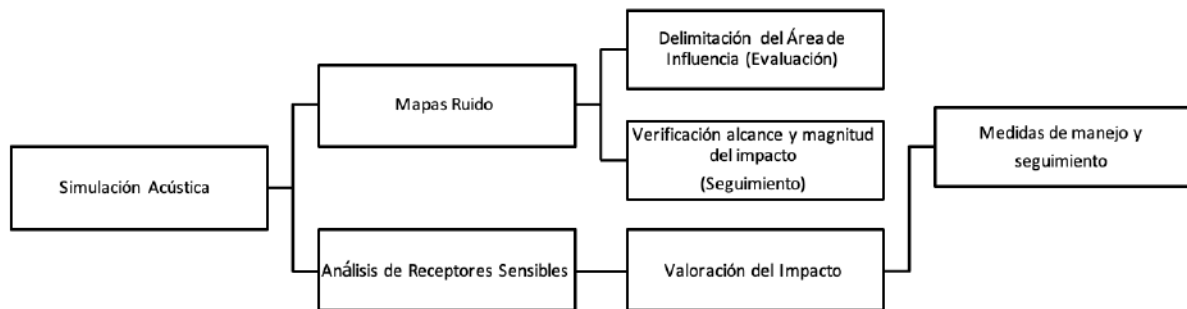 Delimitación del Área de
Influencia (Evaluación)
Mapas Ruido
Verificación alcance y magnitud
del impacto
(Seguimiento)
Medidas de manejo y
seguimiento
Simulación Acústica
Análisis de Receptores Sensibles
Valoración del Impacto